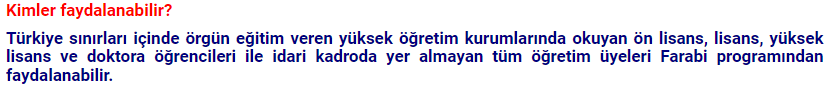 Kimler faydalanabilir?
Türkiye sınırları içinde örgün eğitim veren yüksek öğretim kurumlarında okuyan ön lisans, lisans, yüksek
lisans ve doktora öğrencileri ile idari kadroda yer almayan tüm öğretim üyeleri Farabi programından
faydalanabilir.